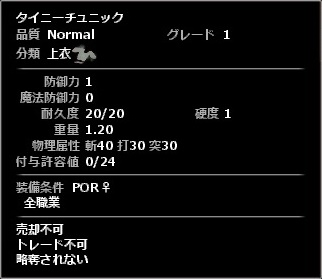 タイニーチュニック
品質 Normal グレード 1
分類 上衣
防御力 1
魔法防御力 0
耐久度 20/20 硬度 1
重量 1.20
物理属性 斬40 打30 突30
付与許容値 0/24
装備条件 POR♀
全職業
売却不可
トレード不可
略奪されない